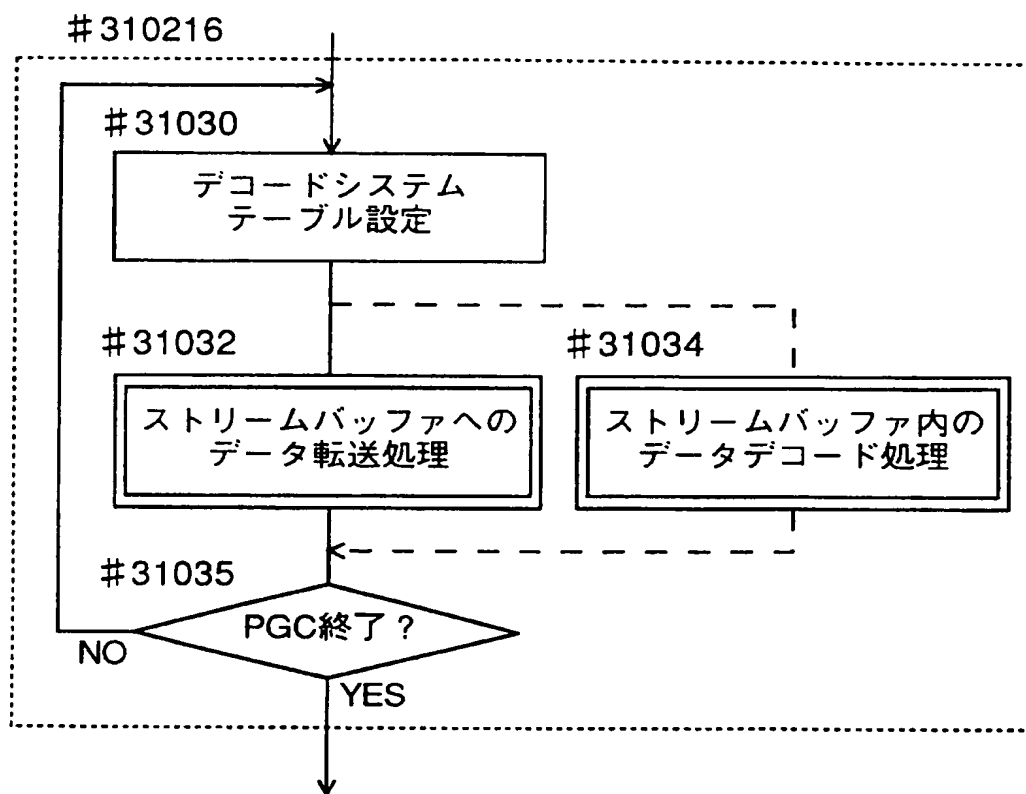 #310216
#31030
デコードシステム
テーブル設定
#31032
#31034
ストリームバッファへの
データ転送処理
ストリームバッファ内の
データデコード処理
#31035
PGC終了?
NO
YES